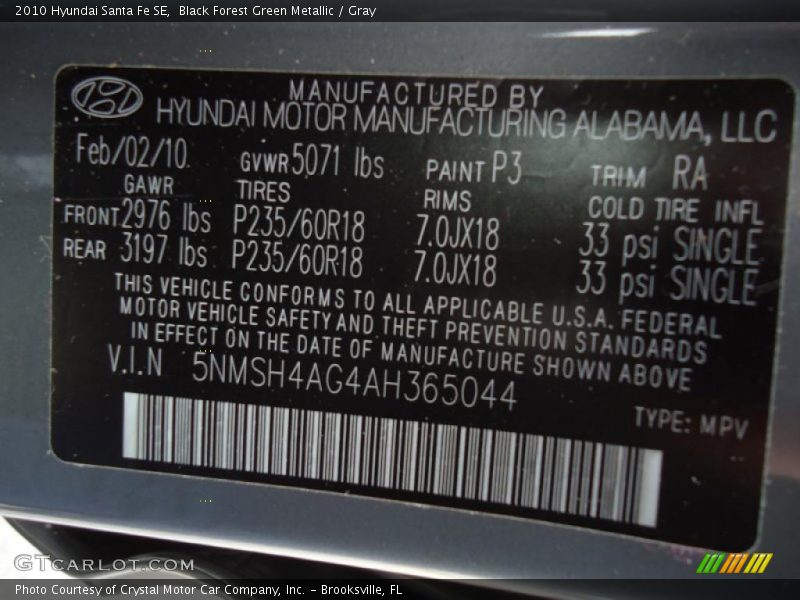 2010 Hyundai Santa Fe SE, Black Forest Green Metallic / Gray
MANUFACTURED BY
HYUNDAI MOTOR MANUFACTURING ALABAMA, LLC
Feb/02/10 GVWR 5071 lbs PAINT P3 TRIM RA
GAWR TIRES RIMS COLD TIRE INFL
FRONT 2976 lbs P235/60R18 7.0JX18 33 psi SINGLE
REAR 3197 lbs P235/60R18 7.0JX18 33 psi SINGLE
THIS VEHICLE CONFORMS TO ALL APPLICABLE U.S.A. FEDERAL
MOTOR VEHICLE SAFETY AND THEFT PREVENTION STANDARDS
IN EFFECT ON THE DATE OF MANUFACTURE SHOWN ABOVE
V.I.N 5NMSH4AG4AH365044
TYPE: MPV
GTCARLOT.COM
Photo Courtesy of Crystal Motor Car Company, Inc. – Brooksville, FL